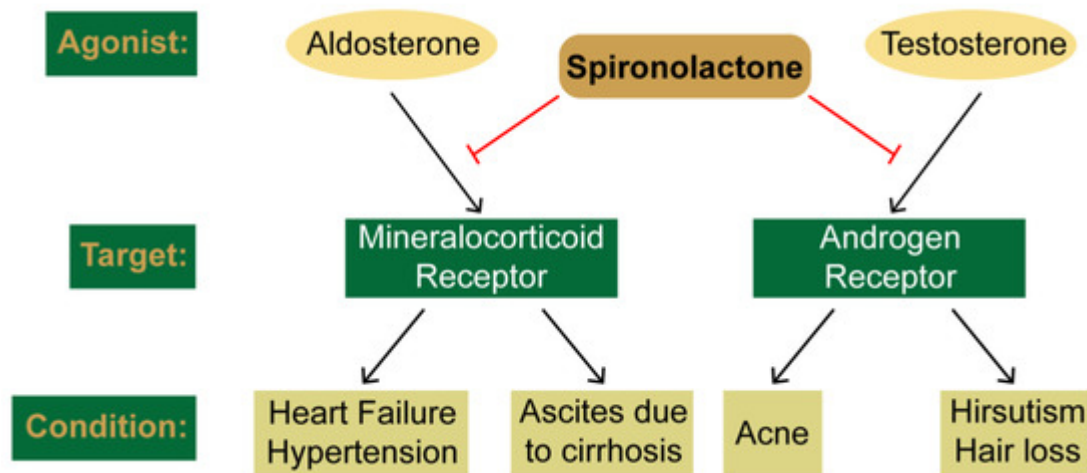 Agonist:
Aldosterone
Spironolactone
Testosterone
Target:
Mineralocorticoid
Receptor
Androgen
Receptor
Condition:
Heart Failure
Hypertension
Ascites due
to cirrhosis
Acne
Hirsutism
Hair loss